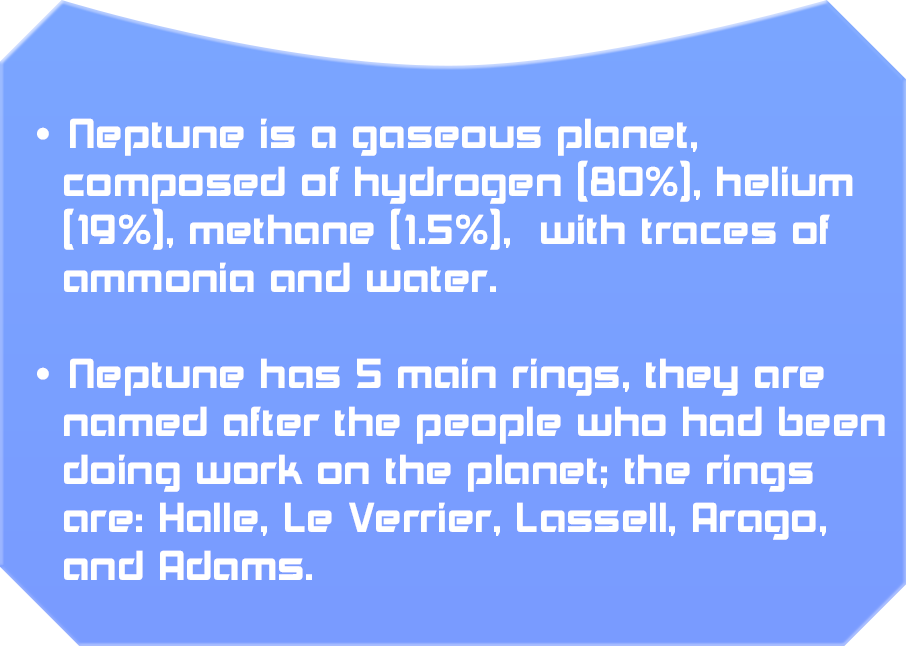 • Neptune is a gaseous planet,
composed of hydrogen (80%), helium
(19%), methane (1.5%),  with traces of
ammonia and water.
• Neptune has 5 main rings, they are
named after the people who had been
doing work on the planet; the rings
are: Halle, Le Verrier, Lassell, Arago,
and Adams.